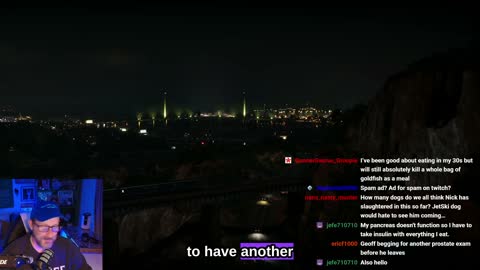 I've been good about eating in my 30s but
will still absolutely kill a whole bag of
goldfish as a meal
Spam ad? Ad for spam on twitch?
How many dogs do we think Nick has
slaughtered in this so far? JetSki dog
would hate to see him coming...
jefe710710
My pancreas doesn't function so I have to
take insulin with everything I eat.
erief1000
Geoff begging for another prostate exam
before he leaves
jefe710710
Also hello
to have another